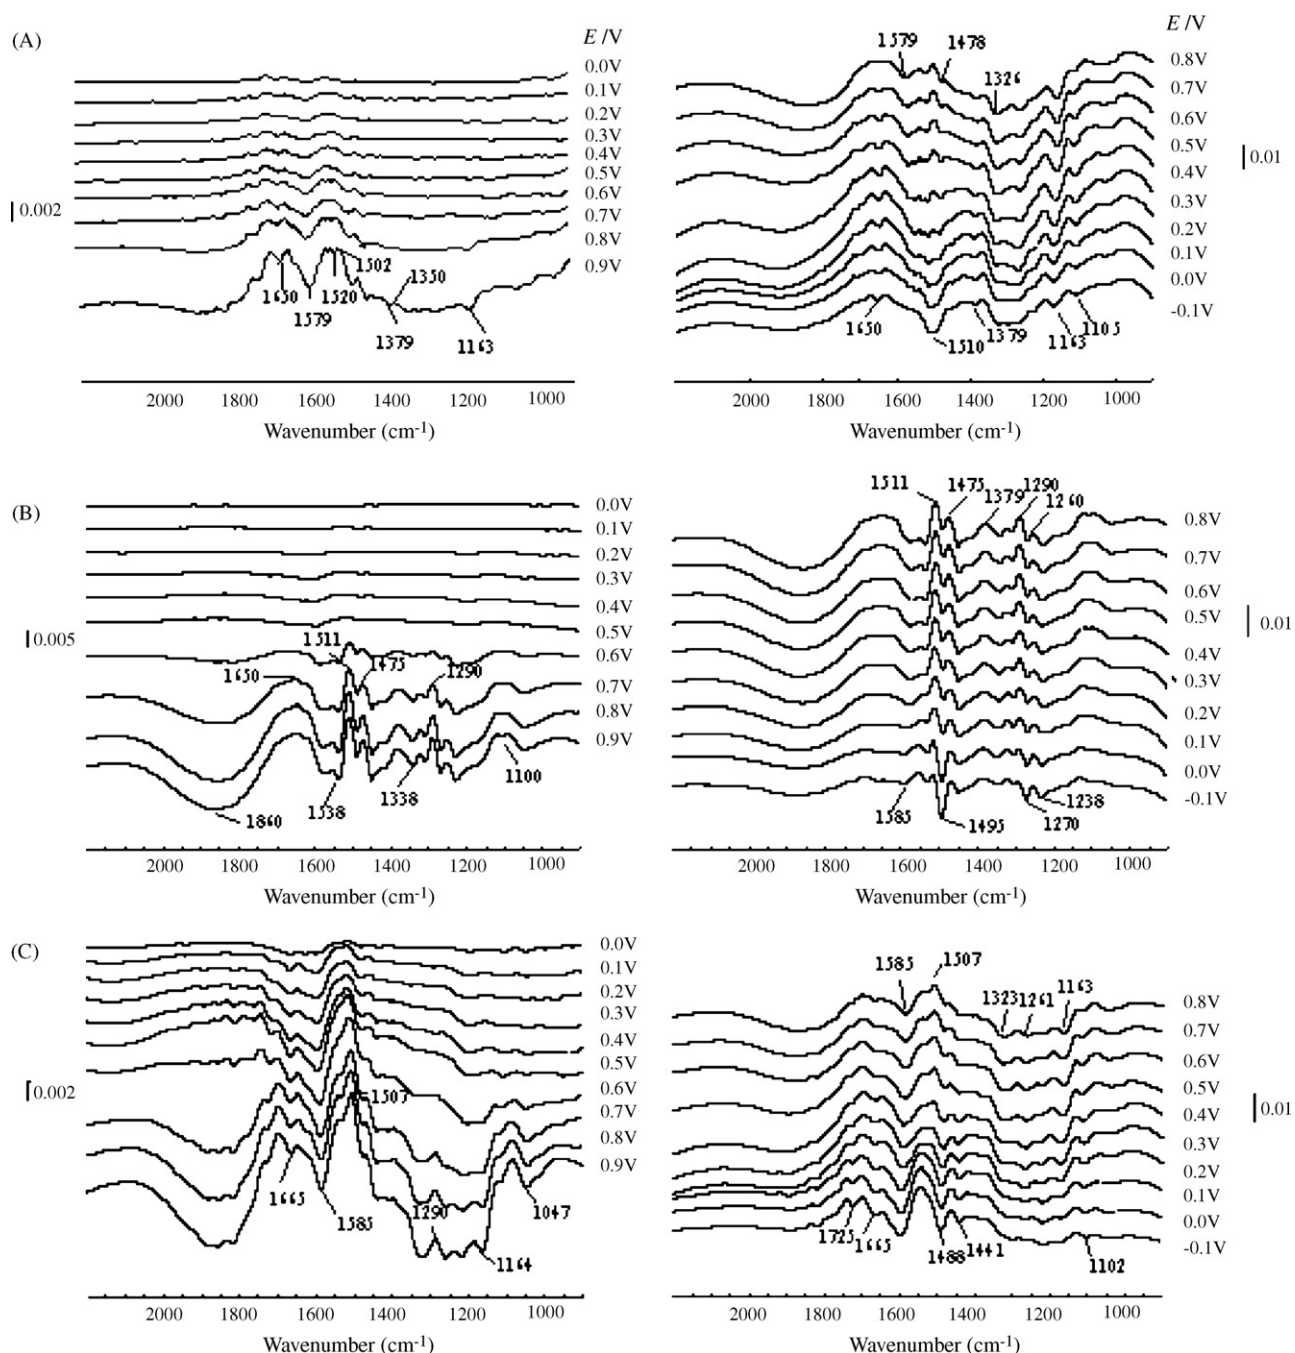 (A)
E /V
0.0V
0.1V
0.2V
0.3V
0.4V
0.5V
0.6V
0.7V
0.8V
0.9V
0.002
1502
1350
1650
1520
1579
1379
1163
2000 1800 1600 1400 1200 1000
Wavenumber (cm-1)
E /V
1579
1478
1326
0.8V
0.7V
0.6V
0.5V
0.4V
0.3V
0.2V
0.1V
0.0V
-0.1V
0.01
1650
1510
1379
1163
1105
2000 1800 1600 1400 1200 1000
Wavenumber (cm-1)
(B)
0.0V
0.1V
0.2V
0.3V
0.4V
0.5V
0.6V
0.7V
0.8V
0.9V
0.005
1511
1475
1290
1650
1100
1538
1338
1860
2000 1800 1600 1400 1200 1000
Wavenumber (cm-1)
1511
1475
1379
1290
1260
0.8V
0.7V
0.6V
0.5V
0.4V
0.3V
0.2V
0.1V
0.0V
-0.1V
0.01
1585
1495
1270
1238
2000 1800 1600 1400 1200 1000
Wavenumber (cm-1)
(C)
0.0V
0.1V
0.2V
0.3V
0.4V
0.5V
0.6V
0.7V
0.8V
0.9V
0.002
1507
1665
1585
1290
1047
1164
2000 1800 1600 1400 1200 1000
Wavenumber (cm-1)
1585
1507
1323
1261
1163
0.8V
0.7V
0.6V
0.5V
0.4V
0.3V
0.2V
0.1V
0.0V
-0.1V
0.01
1725
1665
1488
1441
1102
2000 1800 1600 1400 1200 1000
Wavenumber (cm-1)